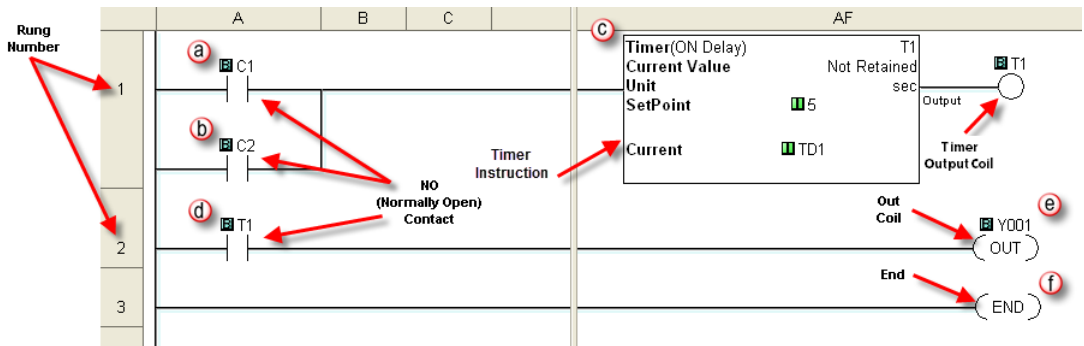 A B C AF
Rung
Number
a
B C1
1
b
B C2
c
Timer(ON Delay) T1
Current Value Not Retained
Unit sec
SetPoint 5
Current TD1
Output
B T1
Timer
Output Coil
Timer
Instruction
NO
(Normally Open)
Contact
d
B T1
2
Out
Coil
e
B Y001
OUT
3
End
f
END